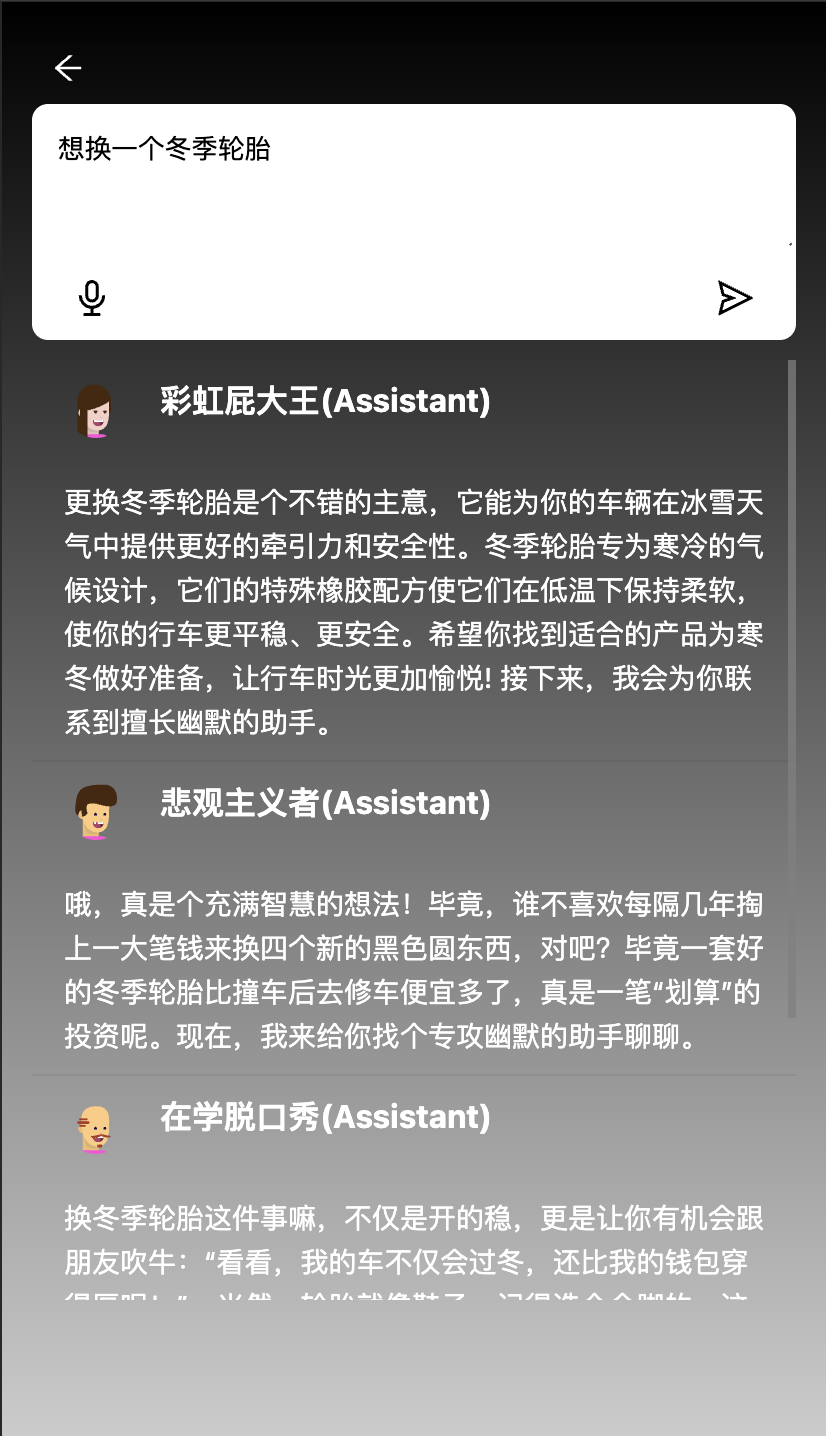 想换一个冬季轮胎
彩虹屁大王(Assistant)
更换冬季轮胎是个不错的主意，它能为你的车辆在冰雪天
气中提供更好的牵引力和安全性。冬季轮胎专为寒冷的气
候设计，它们的特殊橡胶配方使它们在低温下保持柔软，
使你的行车更平稳、更安全。希望你找到适合的产品为寒
冬做好准备，让行车时光更加愉悦! 接下来，我会为你联
系到擅长幽默的助手。
悲观主义者(Assistant)
哦，真是个充满智慧的想法！毕竟，谁不喜欢每隔几年掏
上一大笔钱来换四个新的黑色圆东西，对吧？毕竟一套好
的冬季轮胎比撞车后去修车便宜多了，真是一笔“划算”的
投资呢。现在，我来给你找个专攻幽默的助手聊聊。
在学脱口秀(Assistant)
换冬季轮胎这件事嘛，不仅是开的稳，更是让你有机会跟
朋友吹牛：“看看，我的车不仅会过冬，还比我的钱包穿